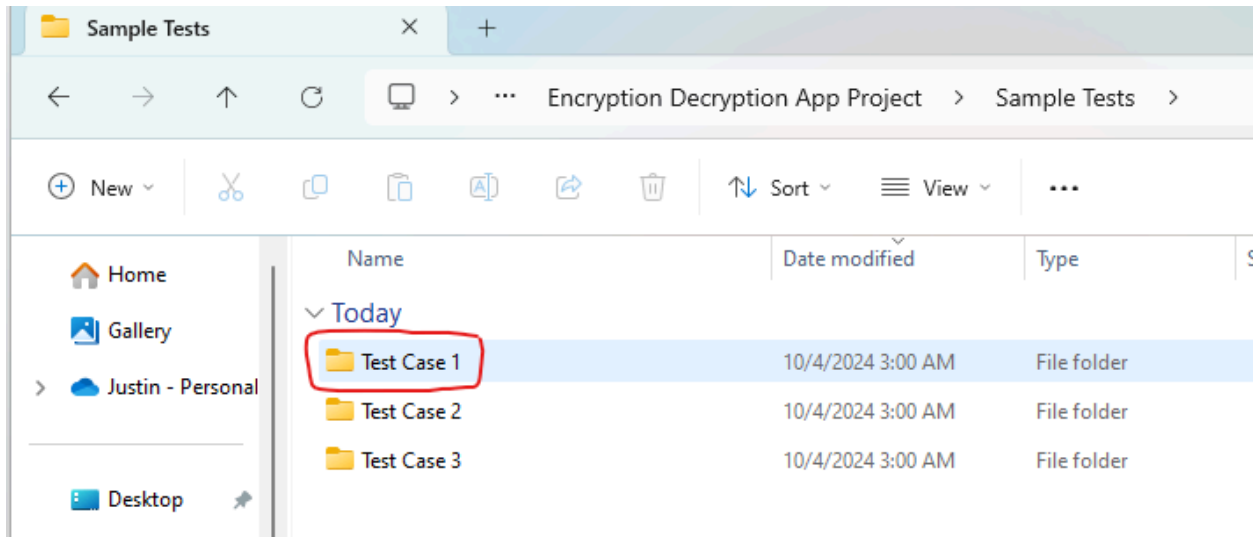 Sample Tests
Encryption Decryption App Project > Sample Tests >
New Sort View
Name Date modified Type S
Home
Gallery
Justin - Personal
Desktop
Today
Test Case 1 10/4/2024 3:00 AM File folder
Test Case 2 10/4/2024 3:00 AM File folder
Test Case 3 10/4/2024 3:00 AM File folder